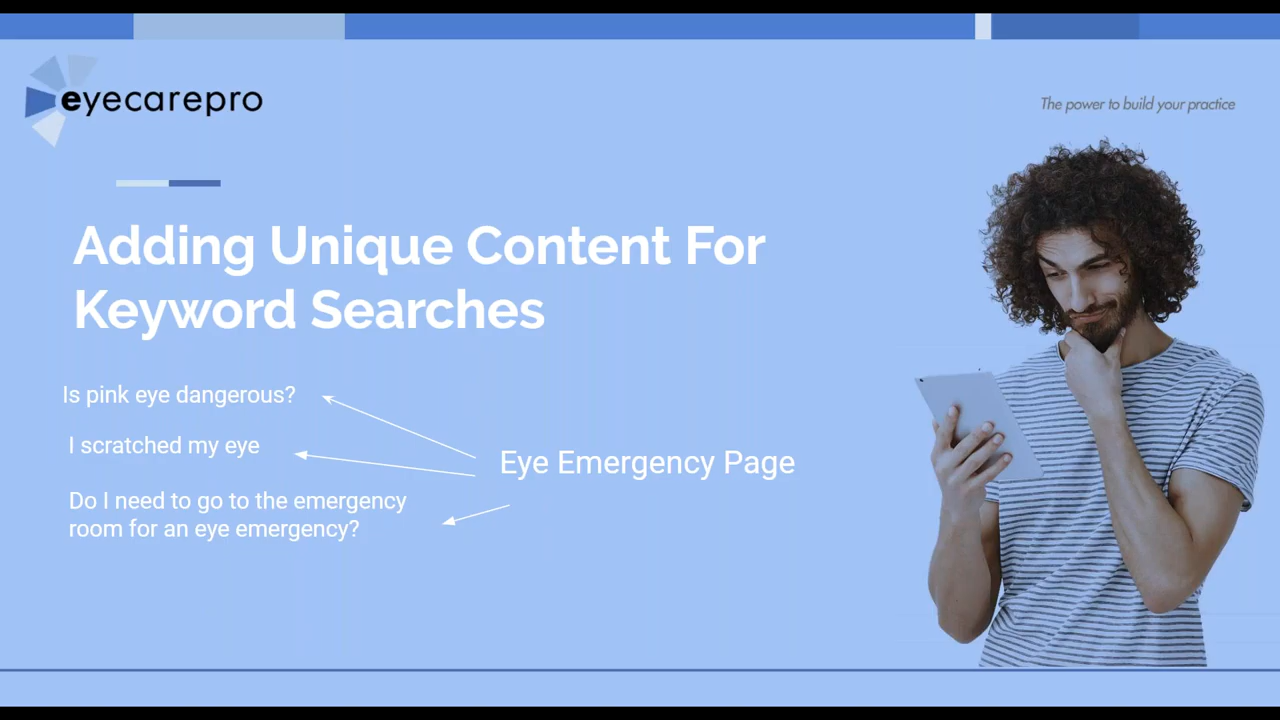 eyecarepro
The power to build your practice
Adding Unique Content For
Keyword Searches
Is pink eye dangerous?
I scratched my eye
Eye Emergency Page
Do I need to go to the emergency
room for an eye emergency?